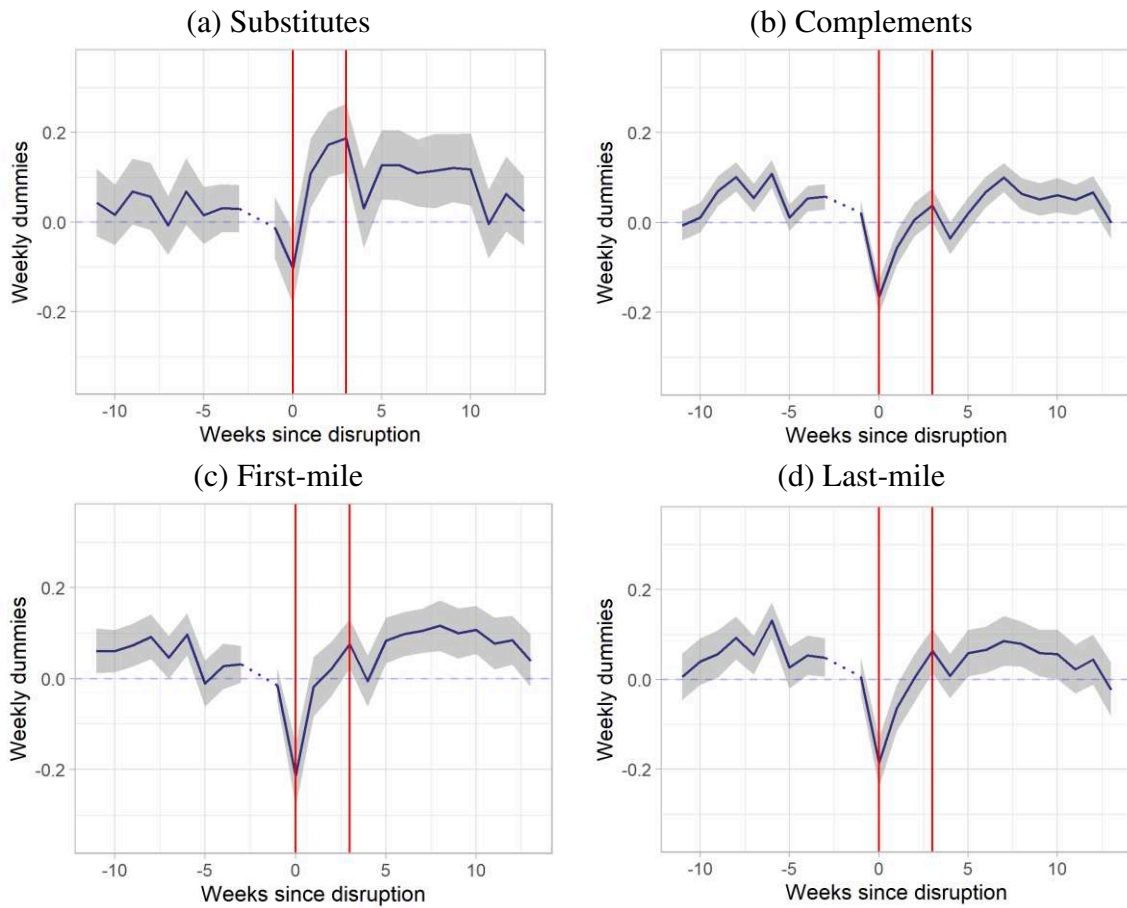 (a) Substitutes
0.2
0.0
-0.2
Weekly dummies
-10 -5 0 5 10
Weeks since disruption
(b) Complements
0.2
0.0
-0.2
Weekly dummies
-10 -5 0 5 10
Weeks since disruption
(c) First-mile
0.2
0.0
-0.2
Weekly dummies
-10 -5 0 5 10
Weeks since disruption
(d) Last-mile
0.2
0.0
-0.2
Weekly dummies
-10 -5 0 5 10
Weeks since disruption